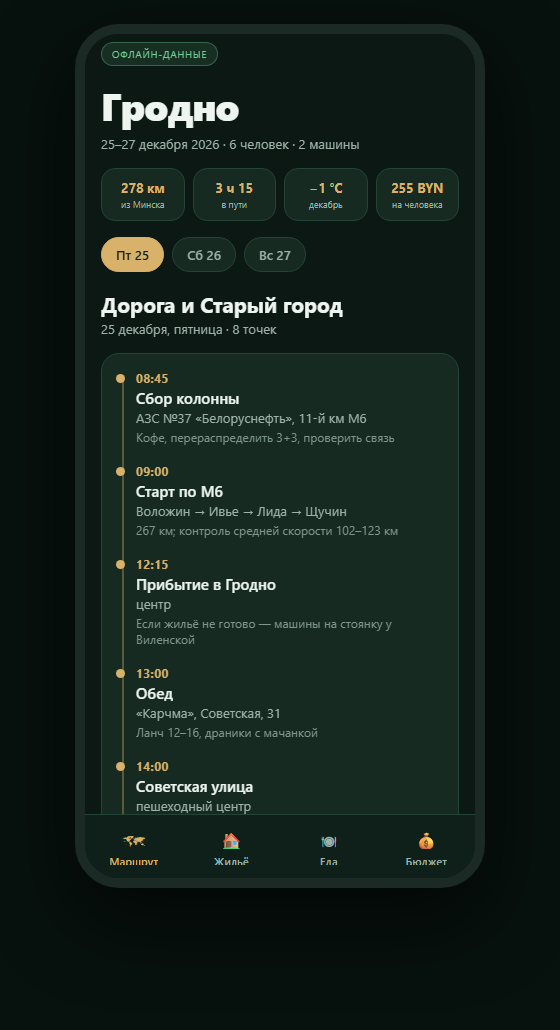 ОФЛАЙН-ДАННЫЕ
Гродно
25–27 декабря 2026 · 6 человек · 2 машины
278 км
из Минска
3 ч 15
в пути
−1 °C
декабрь
255 BYN
на человека
Пт 25
Сб 26
Вс 27
Дорога и Старый город
25 декабря, пятница · 8 точек
08:45
Сбор колонны
АЗС №37 «Белоруснефть», 11-й км М6
Кофе, перераспределить 3+3, проверить связь
09:00
Старт по М6
Воложин → Ивье → Лида → Щучин
267 км; контроль средней скорости 102–123 км
12:15
Прибытие в Гродно
центр
Если жильё не готово — машины на стоянку у
Виленской
13:00
Обед
«Карчма», Советская, 31
Ланч 12–16, драники с мачанкой
14:00
Советская улица
пешеходный центр
Маршрут
Жильё
Еда
Бюджет